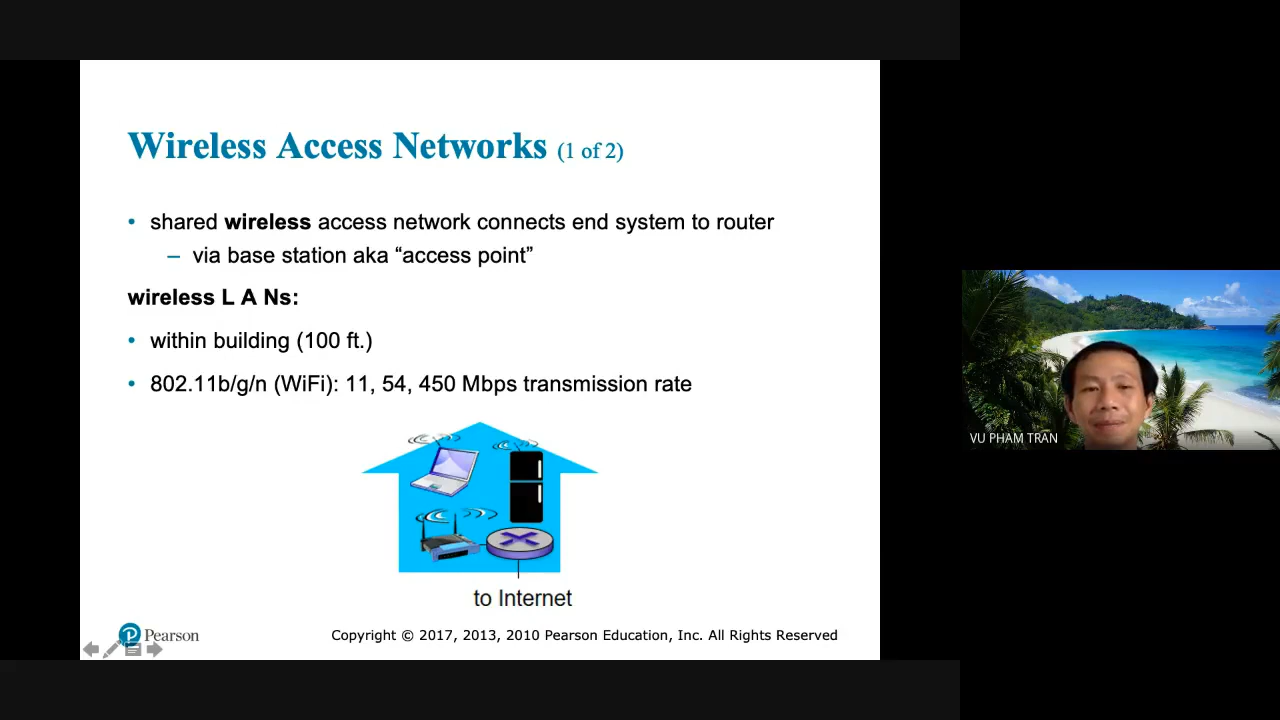 Wireless Access Networks (1 of 2)
• shared wireless access network connects end system to router
– via base station aka “access point”
wireless L A Ns:
• within building (100 ft.)
• 802.11b/g/n (WiFi): 11, 54, 450 Mbps transmission rate
to Internet
Pearson
Copyright © 2017, 2013, 2010 Pearson Education, Inc. All Rights Reserved
VU PHAM TRAN